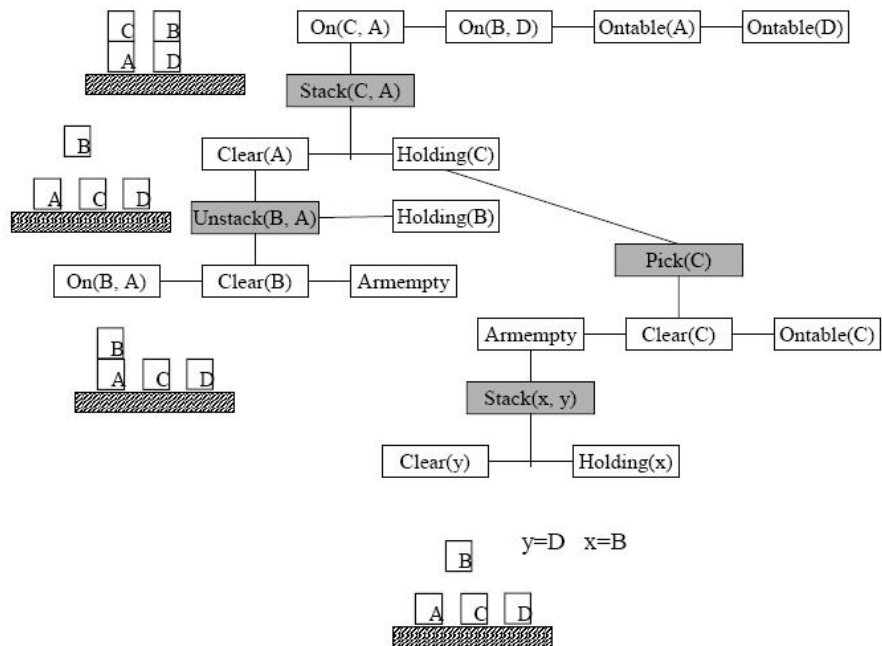 C B On(C, A) On(B, D) Ontable(A) Ontable(D)
A D
Stack(C, A)
B
Clear(A) Holding(C)
A C D Unstack(B, A) Holding(B)
Pick(C)
On(B, A) Clear(B) Armempty
Armempty Clear(C) Ontable(C)
B
A C D
Stack(x, y)
Clear(y) Holding(x)
y=D x=B
B
A C D